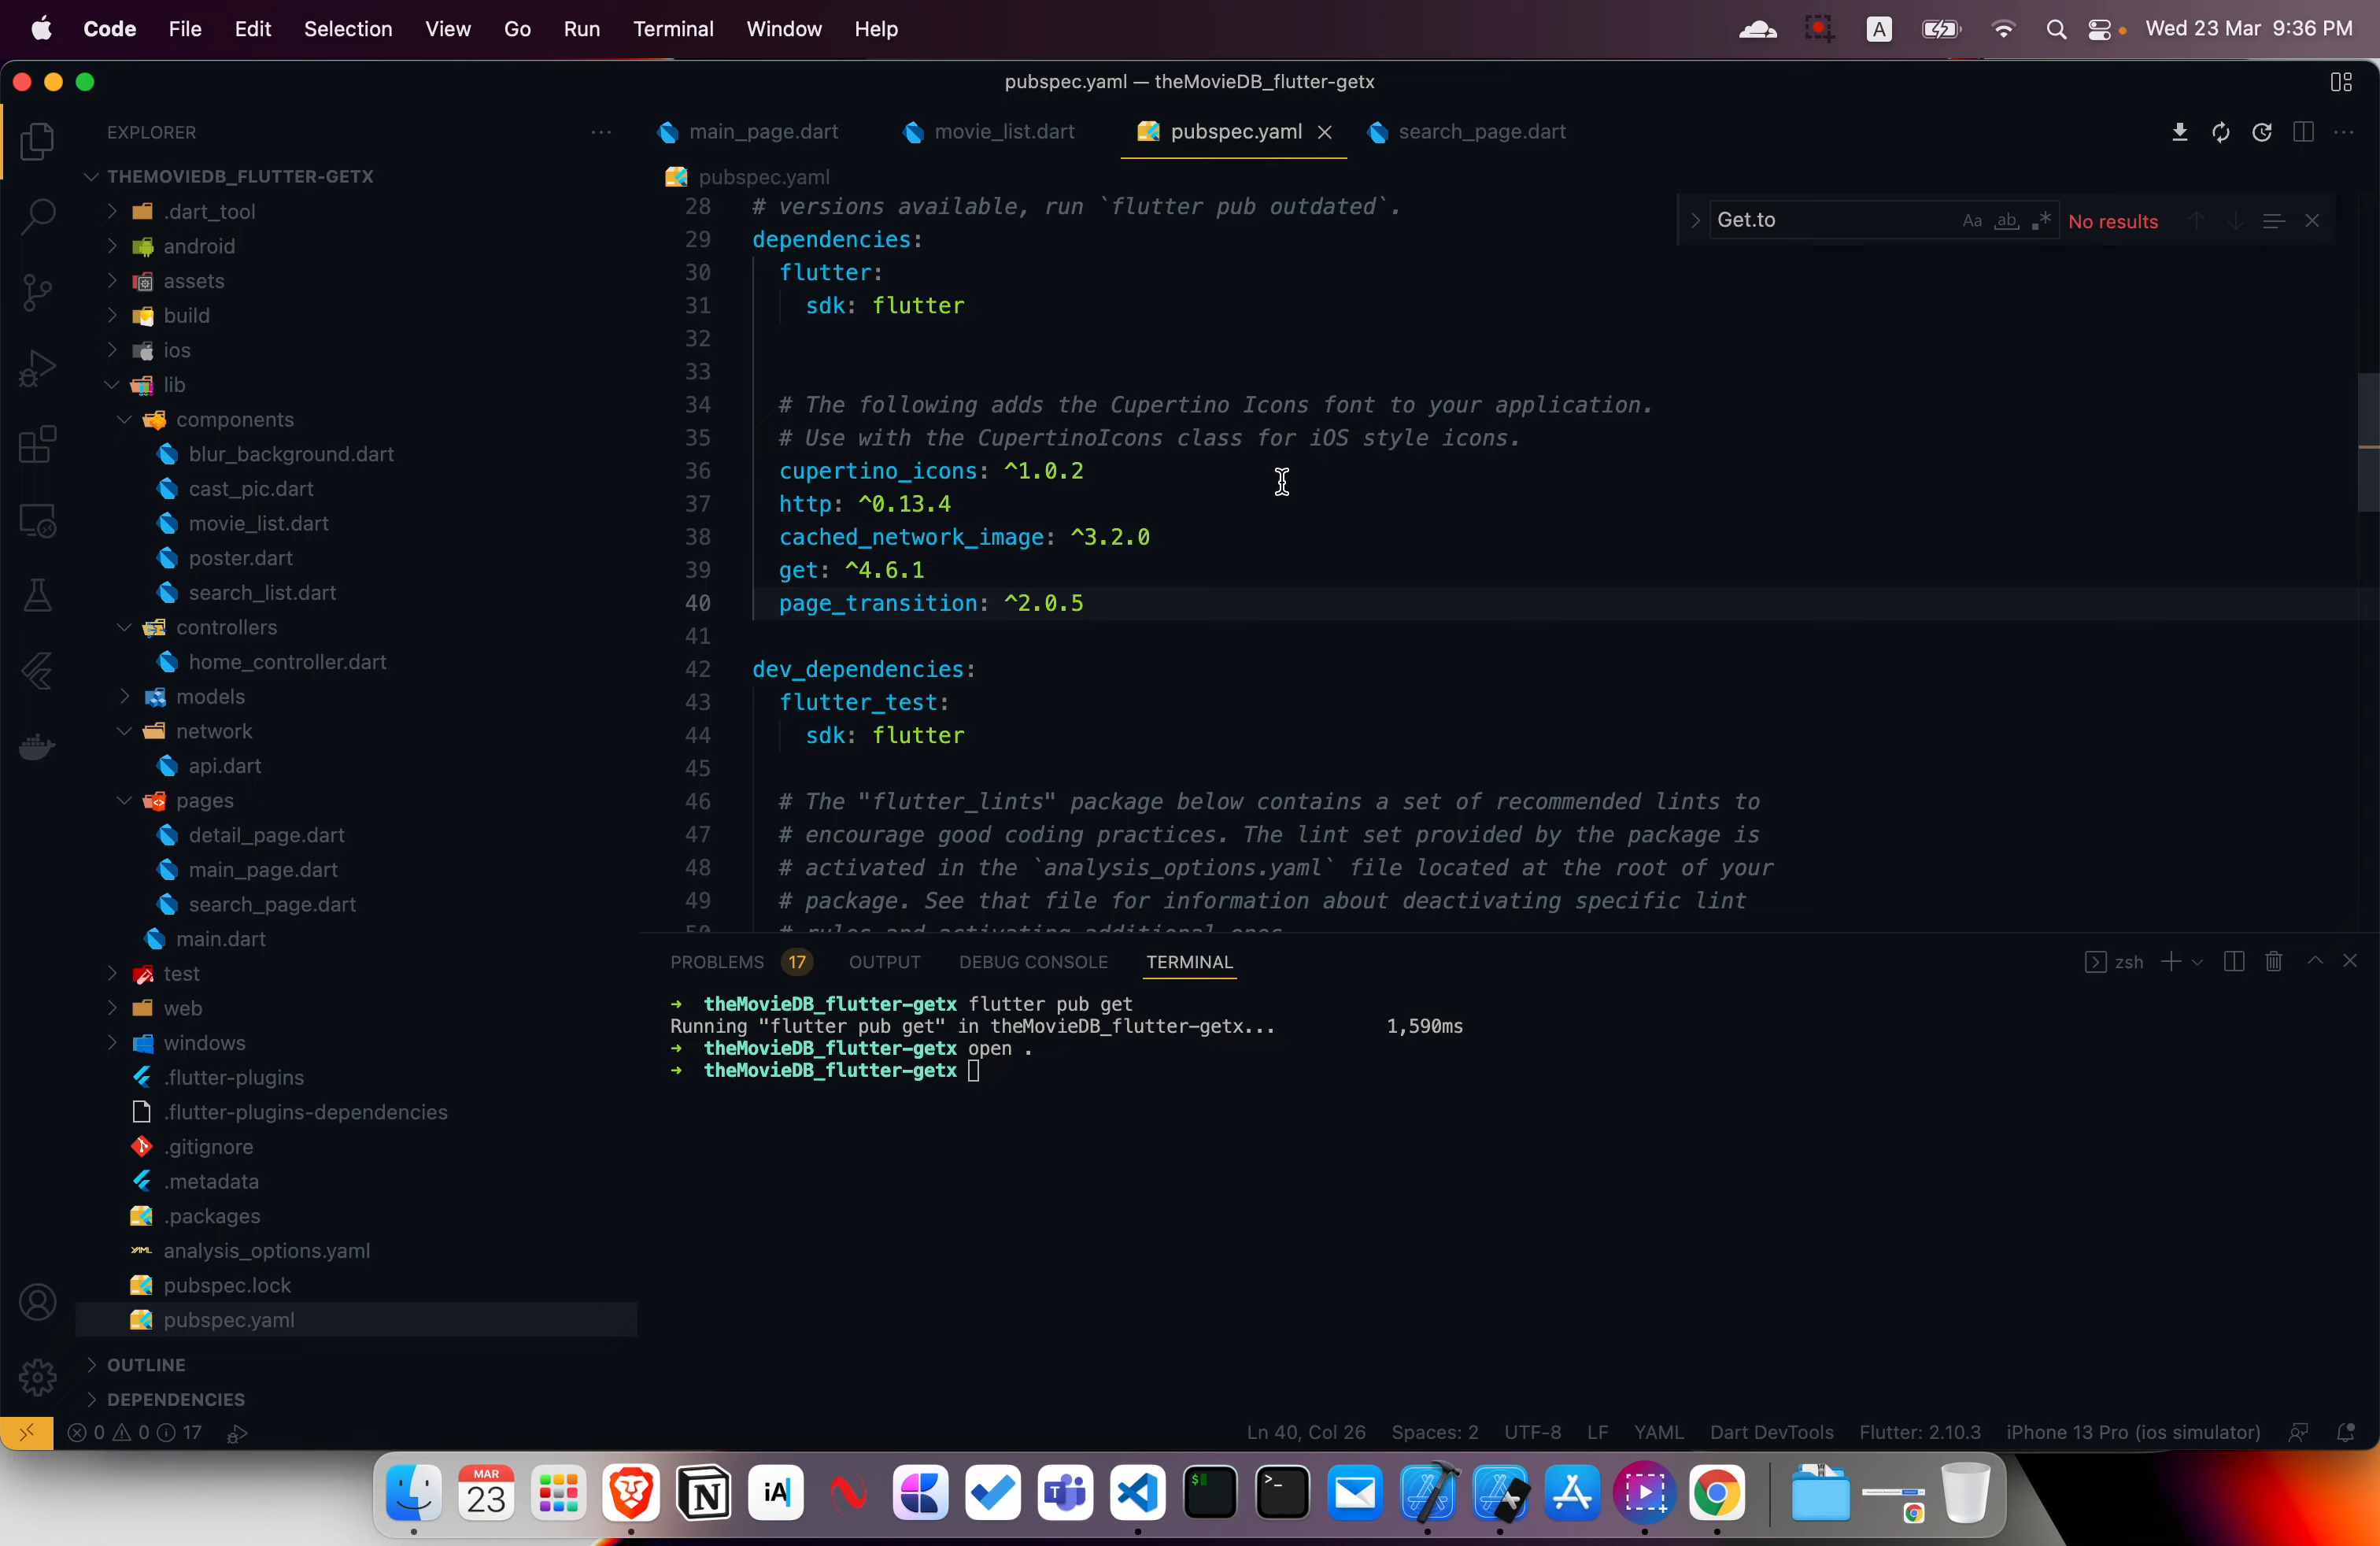 Code File Edit Selection View Go Run Terminal Window Help
A
Wed 23 Mar 9:36 PM
pubspec.yaml — theMovieDB_flutter-getx
EXPLORER
THEMOVIEDB_FLUTTER-GETX
.dart_tool
android
assets
build
ios
lib
components
blur_background.dart
cast_pic.dart
movie_list.dart
poster.dart
search_list.dart
controllers
home_controller.dart
models
network
api.dart
pages
detail_page.dart
main_page.dart
search_page.dart
main.dart
test
web
windows
.flutter-plugins
.flutter-plugins-dependencies
.gitignore
.metadata
.packages
analysis_options.yaml
pubspec.lock
pubspec.yaml
OUTLINE
DEPENDENCIES
main_page.dart movie_list.dart pubspec.yaml search_page.dart
pubspec.yaml
Get.to Aa ab .* No results
28 # versions available, run `flutter pub outdated`.
29 dependencies:
30 flutter:
31 sdk: flutter
32
33
34 # The following adds the Cupertino Icons font to your application.
35 # Use with the CupertinoIcons class for iOS style icons.
36 cupertino_icons: ^1.0.2
37 http: ^0.13.4
38 cached_network_image: ^3.2.0
39 get: ^4.6.1
40 page_transition: ^2.0.5
41
42 dev_dependencies:
43 flutter_test:
44 sdk: flutter
45
46 # The "flutter_lints" package below contains a set of recommended lints to
47 # encourage good coding practices. The lint set provided by the package is
48 # activated in the `analysis_options.yaml` file located at the root of your
49 # package. See that file for information about deactivating specific lint
50 # rules and activating additional ones.
PROBLEMS 17 OUTPUT DEBUG CONSOLE TERMINAL
zsh
→ theMovieDB_flutter-getx flutter pub get
Running "flutter pub get" in theMovieDB_flutter-getx... 1,590ms
→ theMovieDB_flutter-getx open .
→ theMovieDB_flutter-getx
0 0 17
Ln 40, Col 26 Spaces: 2 UTF-8 LF YAML Dart DevTools Flutter: 2.10.3 iPhone 13 Pro (ios simulator)
MAR
23
iA